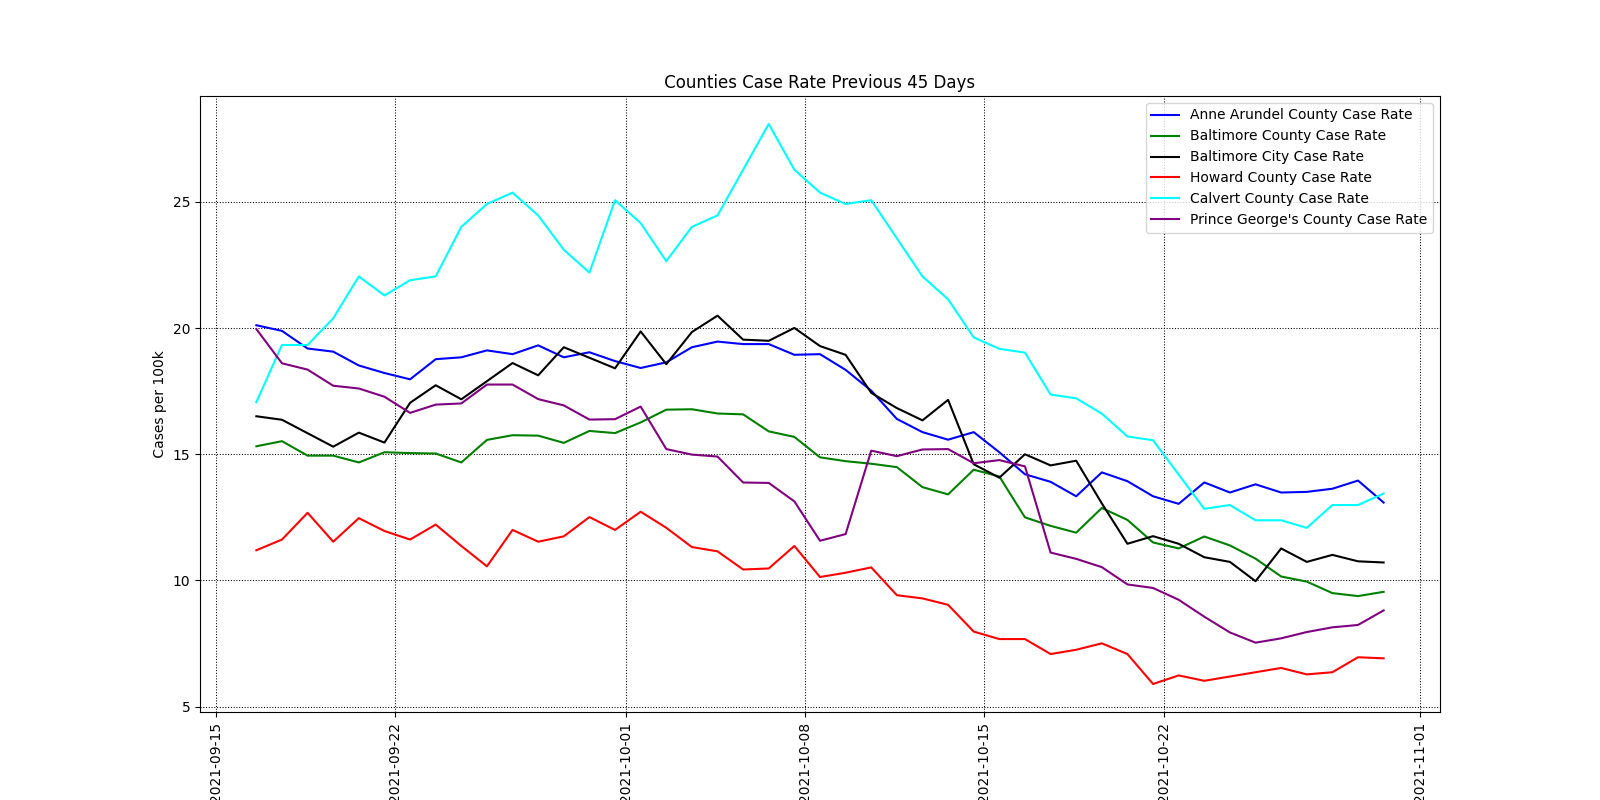 Counties Case Rate Previous 45 Days
Anne Arundel County Case Rate
Baltimore County Case Rate
Baltimore City Case Rate
Howard County Case Rate
Calvert County Case Rate
Prince George's County Case Rate
Cases per 100k
25
20
15
10
5
2021-09-15
2021-09-22
2021-10-01
2021-10-08
2021-10-15
2021-10-22
2021-11-01